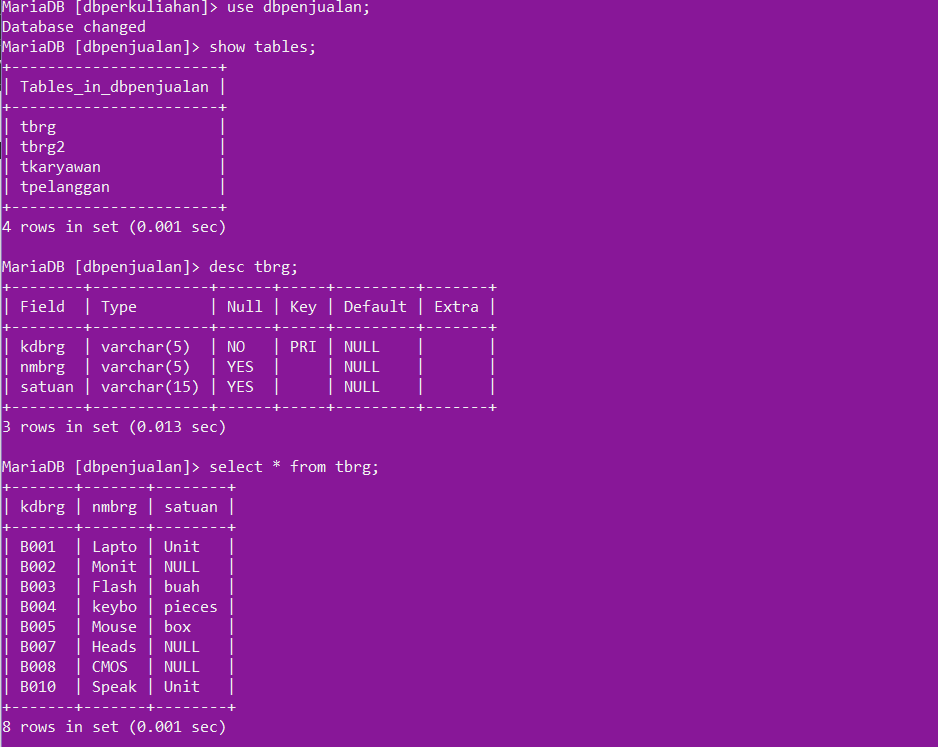 MariaDB [dbperkuliahan]> use dbpenjualan;
Database changed
MariaDB [dbpenjualan]> show tables;
+-----------------------+
| Tables_in_dbpenjualan |
+-----------------------+
| tbrg                  |
| tbrg2                 |
| tkaryawan             |
| tpelanggan            |
+-----------------------+
4 rows in set (0.001 sec)

MariaDB [dbpenjualan]> desc tbrg;
+--------+-------------+------+-----+---------+-------+
| Field  | Type        | Null | Key | Default | Extra |
+--------+-------------+------+-----+---------+-------+
| kdbrg  | varchar(5)  | NO   | PRI | NULL    |       |
| nmbrg  | varchar(5)  | YES  |     | NULL    |       |
| satuan | varchar(15) | YES  |     | NULL    |       |
+--------+-------------+------+-----+---------+-------+
3 rows in set (0.013 sec)

MariaDB [dbpenjualan]> select * from tbrg;
+-------+-------+--------+
| kdbrg | nmbrg | satuan |
+-------+-------+--------+
| B001  | Lapto | Unit   |
| B002  | Monit | NULL   |
| B003  | Flash | buah   |
| B004  | keybo | pieces |
| B005  | Mouse | box    |
| B007  | Heads | NULL   |
| B008  | CMOS  | NULL   |
| B010  | Speak | Unit   |
+-------+-------+--------+
8 rows in set (0.001 sec)